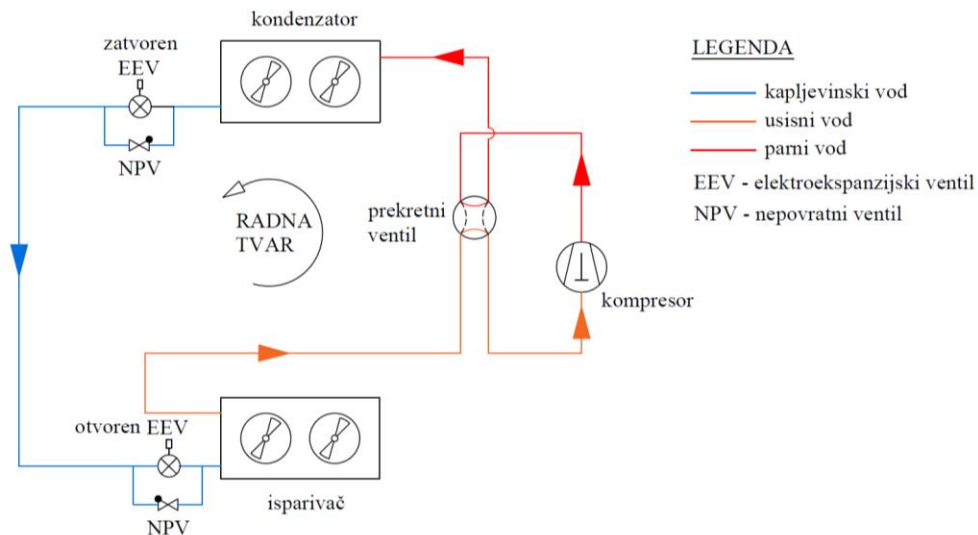 kondenzator
zatvoren
EEV
NPV
RADNA
TVAR
prekretni
ventil
kompresor
otvoren EEV
NPV
isparivač
LEGENDA
kapljevinski vod
usisni vod
parni vod
EEV - elektroekspanzijski ventil
NPV - nepovratni ventil